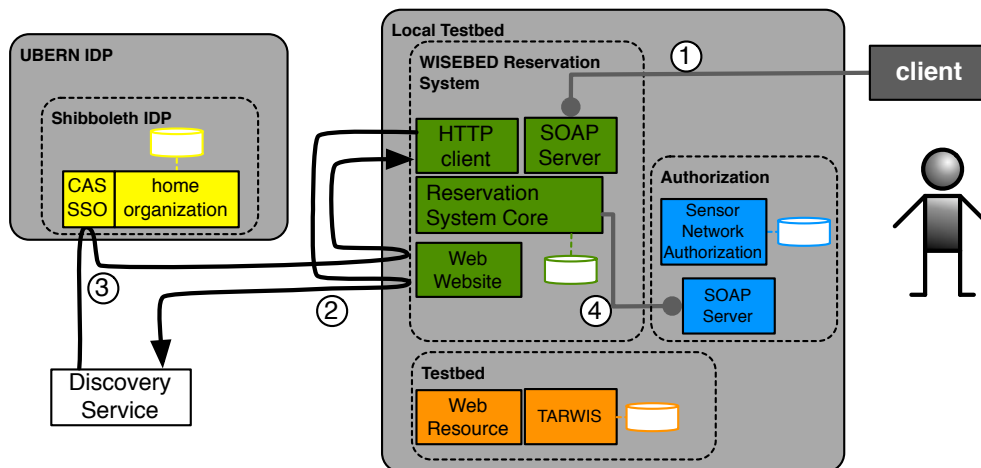 UBERN IDP
Shibboleth IDP
CAS
SSO
home
organization
3
Discovery
Service
2
Local Testbed
WISEBED Reservation
System
1
client
HTTP
client
SOAP
Server
Reservation
System Core
Web
Website
4
Authorization
Sensor
Network
Authorization
SOAP
Server
Testbed
Web
Resource
TARWIS